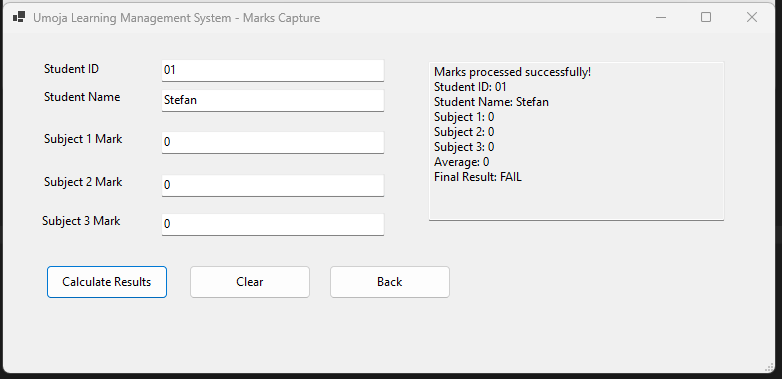 Umoja Learning Management System - Marks Capture
Student ID
01
Student Name
Stefan
Subject 1 Mark
0
Subject 2 Mark
0
Subject 3 Mark
0
Marks processed successfully!
Student ID: 01
Student Name: Stefan
Subject 1: 0
Subject 2: 0
Subject 3: 0
Average: 0
Final Result: FAIL
Calculate Results
Clear
Back